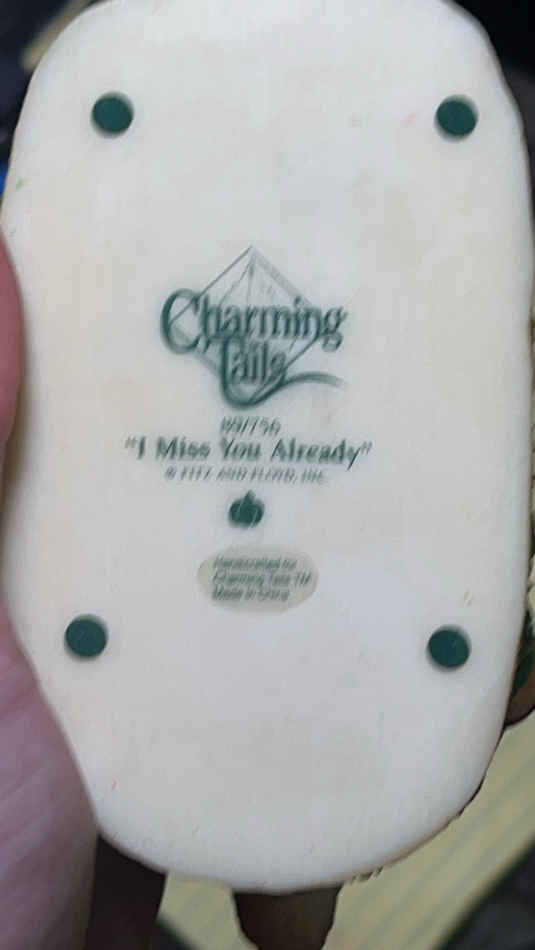 Charming
Tails
89/756
"I Miss You Already"
© FITZ AND FLOYD, INC.
Handcrafted for
Charming Tails TM
Made in China